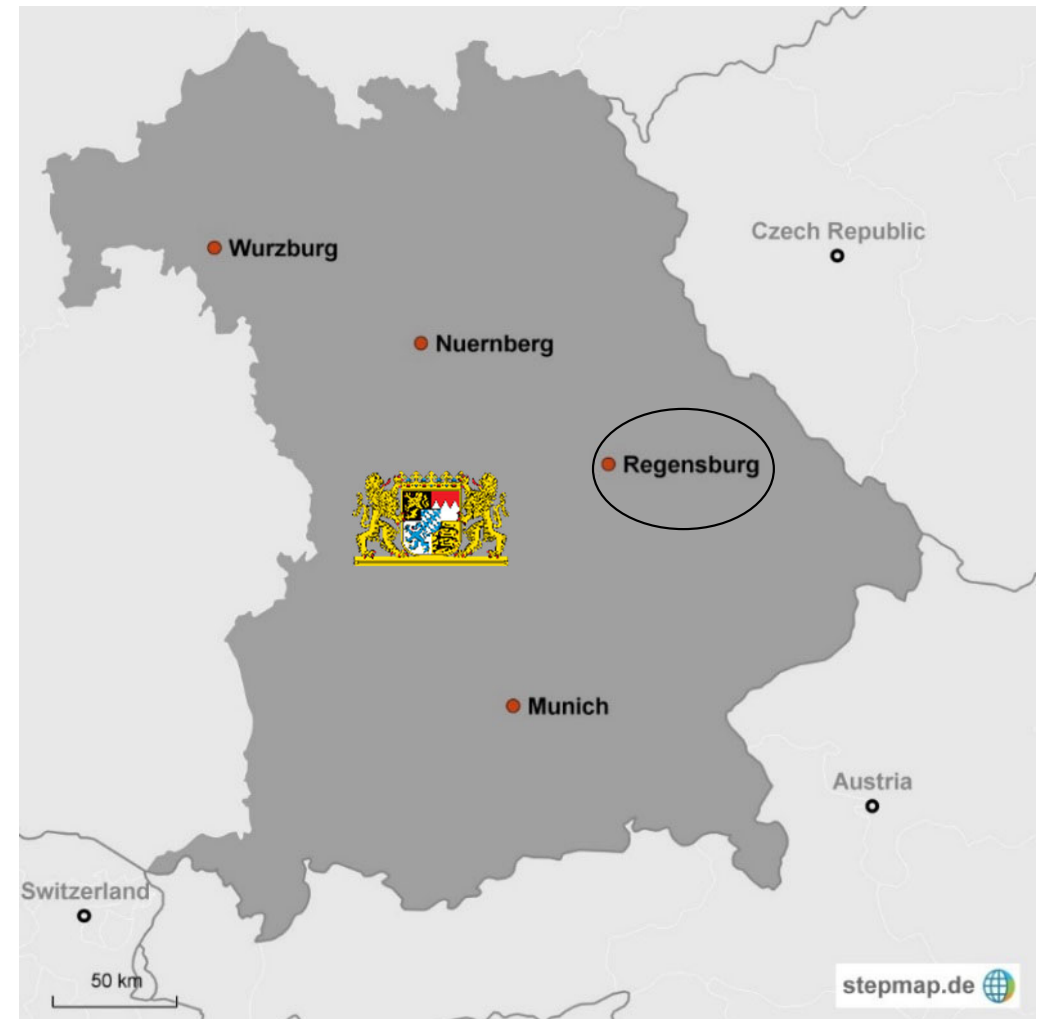 Czech Republic
Wurzburg
Nuernberg
Regensburg
Munich
Austria
Switzerland
50 km
stepmap.de